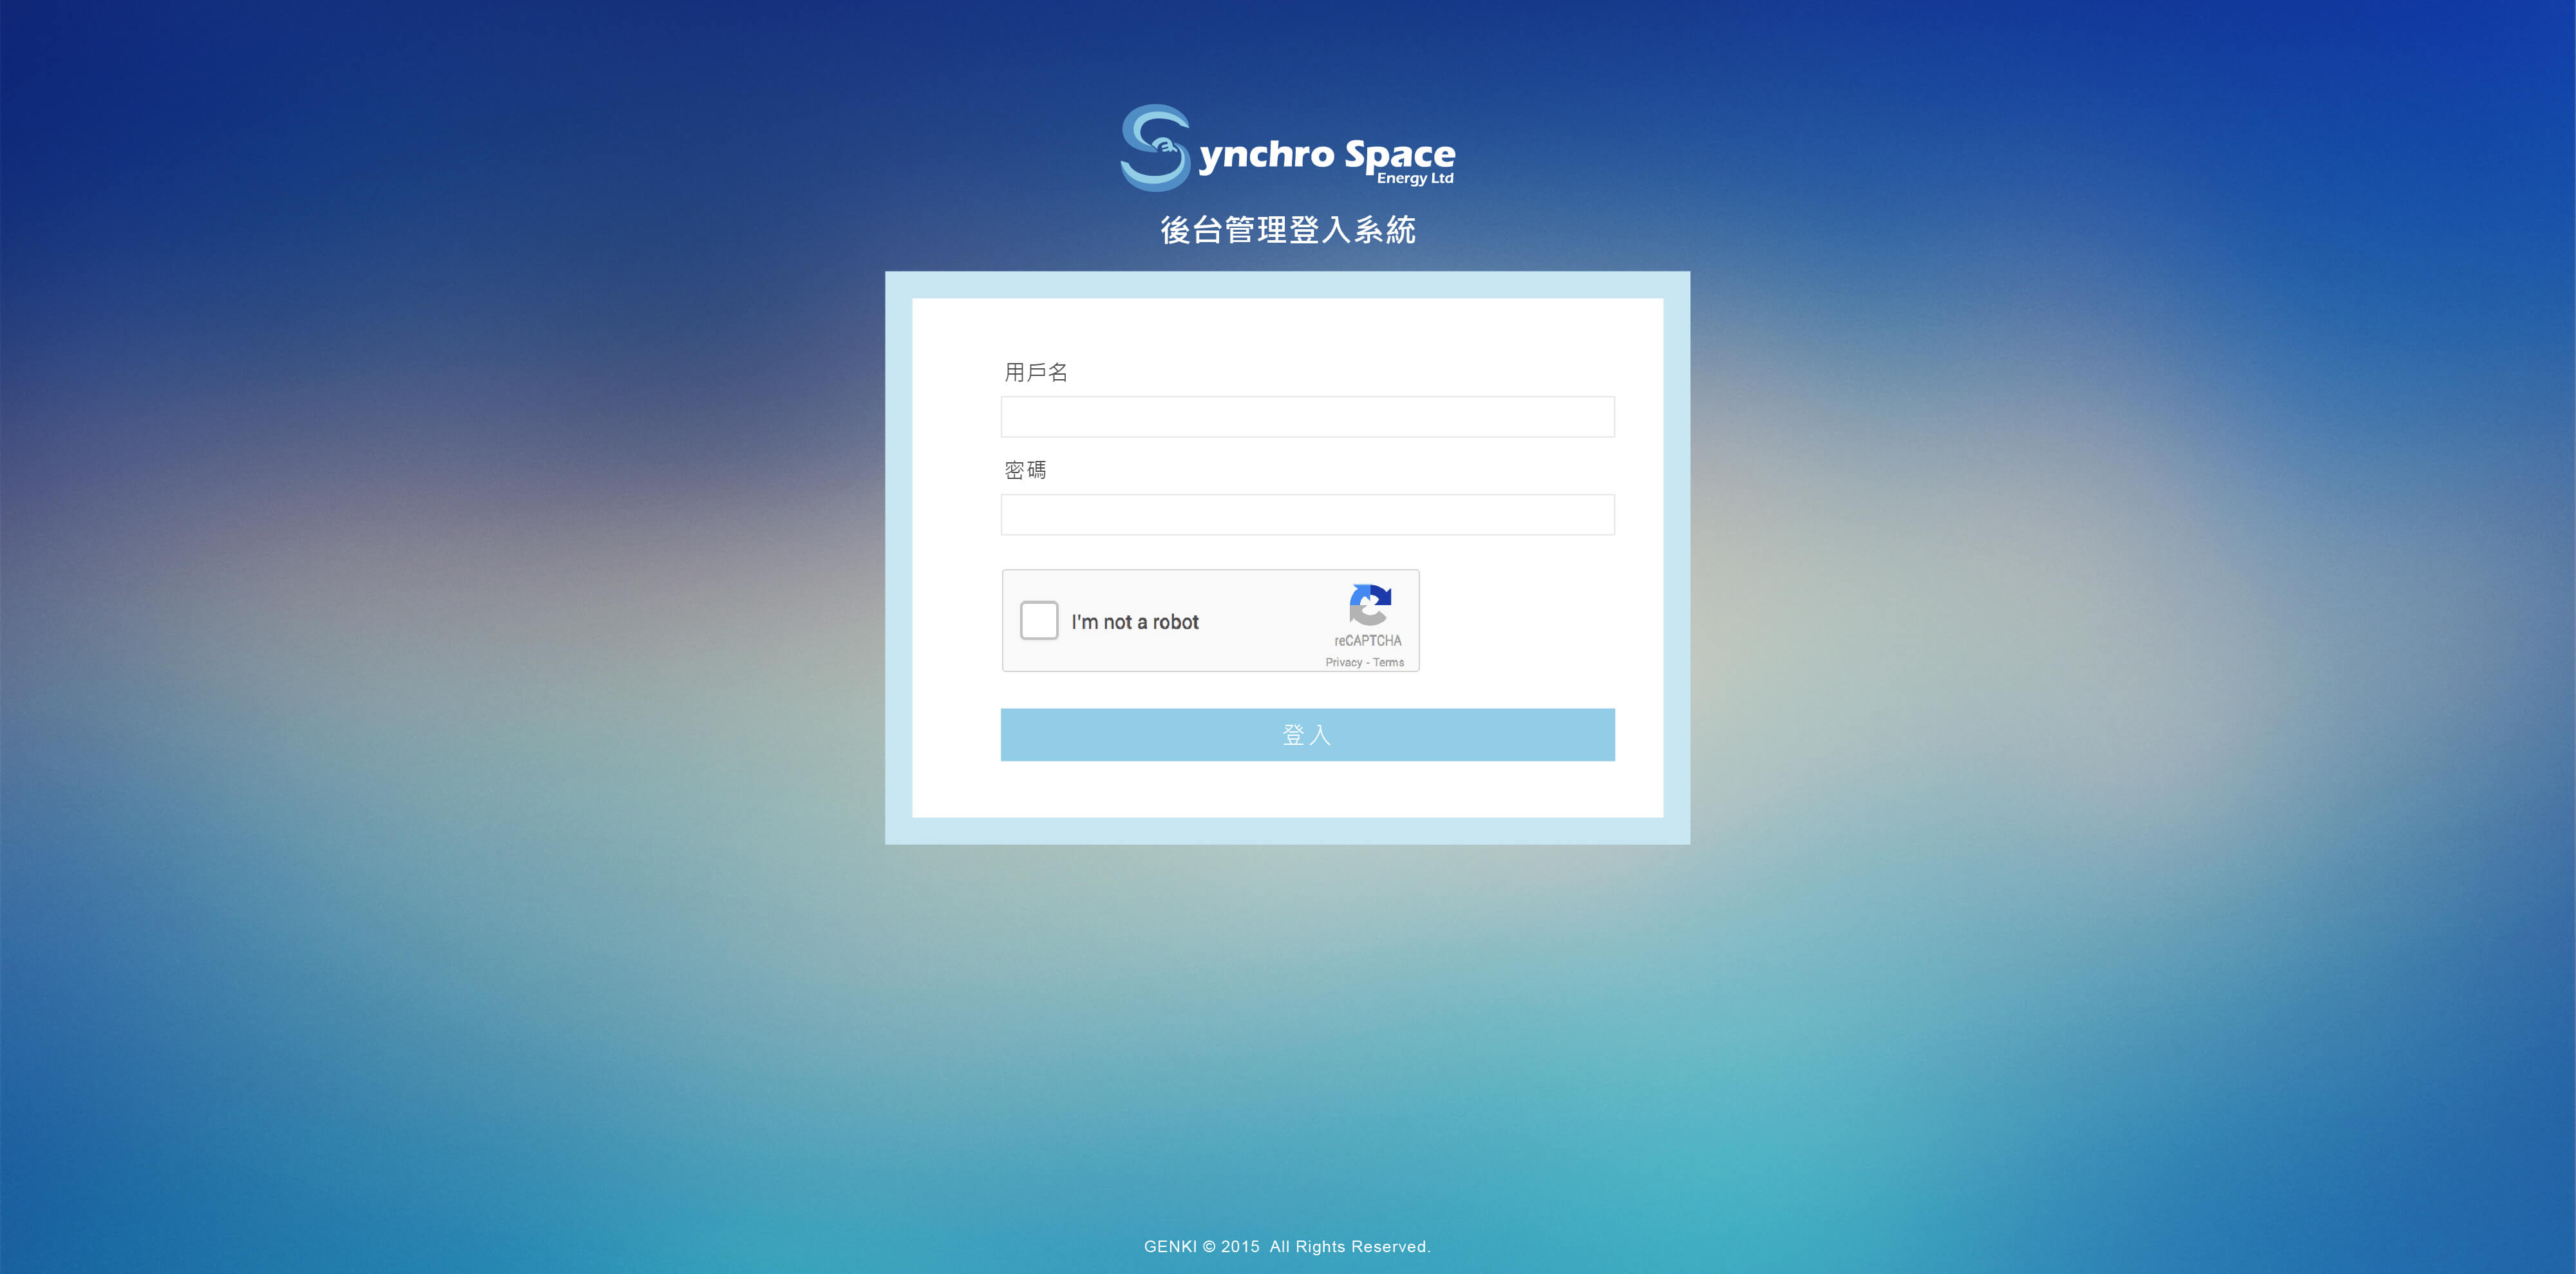 Synchro Space
Energy Ltd
後台管理登入系統
用戶名
密碼
I'm not a robot
reCAPTCHA
Privacy - Terms
登入
GENKI © 2015 All Rights Reserved.